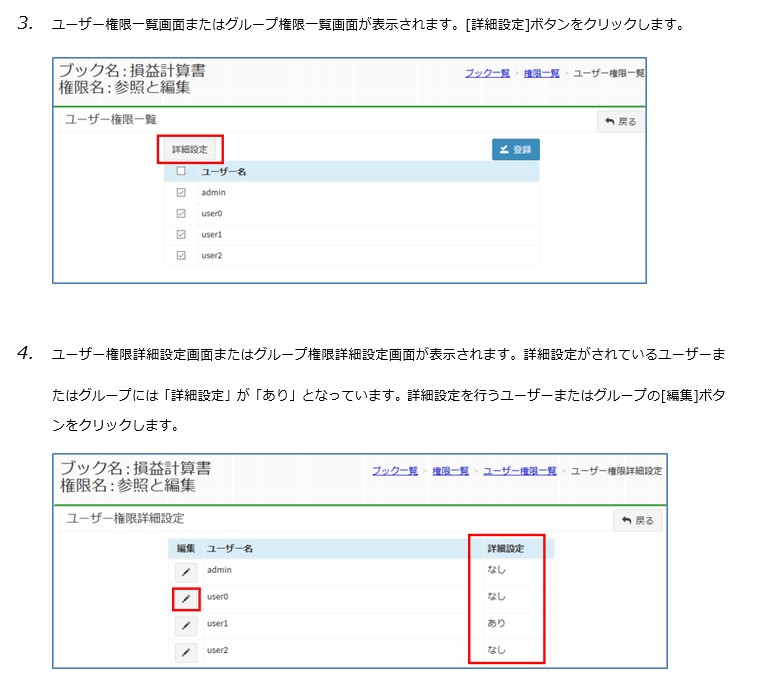 3. ユーザー権限一覧画面またはグループ権限一覧画面が表示されます。[詳細設定]ボタンをクリックします。
ブック名:損益計算書
権限名:参照と編集
ブック一覧 > 権限一覧 > ユーザー権限一覧
ユーザー権限一覧
戻る
詳細設定
登録
ユーザー名
admin
user0
user1
user2
4. ユーザー権限詳細設定画面またはグループ権限詳細設定画面が表示されます。詳細設定がされているユーザーま
たはグループには「詳細設定」が「あり」となっています。詳細設定を行うユーザーまたはグループの[編集]ボタ
ンをクリックします。
ブック名:損益計算書
権限名:参照と編集
ブック一覧 > 権限一覧 > ユーザー権限一覧 > ユーザー権限詳細設定
ユーザー権限詳細設定
戻る
編集 ユーザー名 詳細設定
admin なし
user0 なし
user1 あり
user2 なし